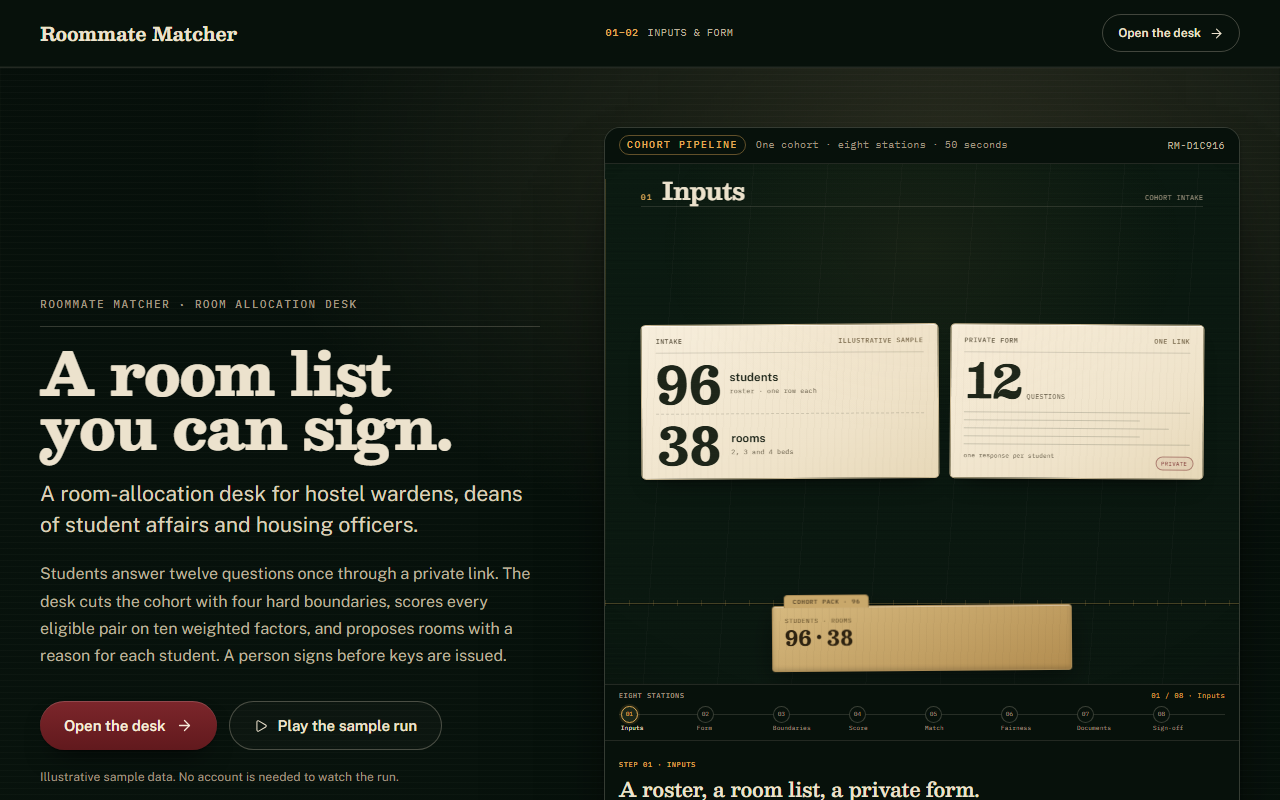 Roommate Matcher
01–02 INPUTS & FORM
Open the desk
ROOMMATE MATCHER · ROOM ALLOCATION DESK
A room list
you can sign.
A room-allocation desk for hostel wardens, deans
of student affairs and housing officers.
Students answer twelve questions once through a private link. The
desk cuts the cohort with four hard boundaries, scores every
eligible pair on ten weighted factors, and proposes rooms with a
reason for each student. A person signs before keys are issued.
Open the desk
Play the sample run
Illustrative sample data. No account is needed to watch the run.
COHORT PIPELINE One cohort · eight stations · 50 seconds RM-D1C916
01 Inputs COHORT INTAKE
INTAKE ILLUSTRATIVE SAMPLE
96 students
roster · one row each
38 rooms
2, 3 and 4 beds
PRIVATE FORM ONE LINK
12 QUESTIONS
one response per student
PRIVATE
COHORT PACK · 96
STUDENTS · ROOMS
96 · 38
EIGHT STATIONS 01 / 08 · Inputs
01 02 03 04 05 06 07 08
Inputs Form Boundaries Score Match Fairness Documents Sign-off
STEP 01 · INPUTS
A roster, a room list, a private form.